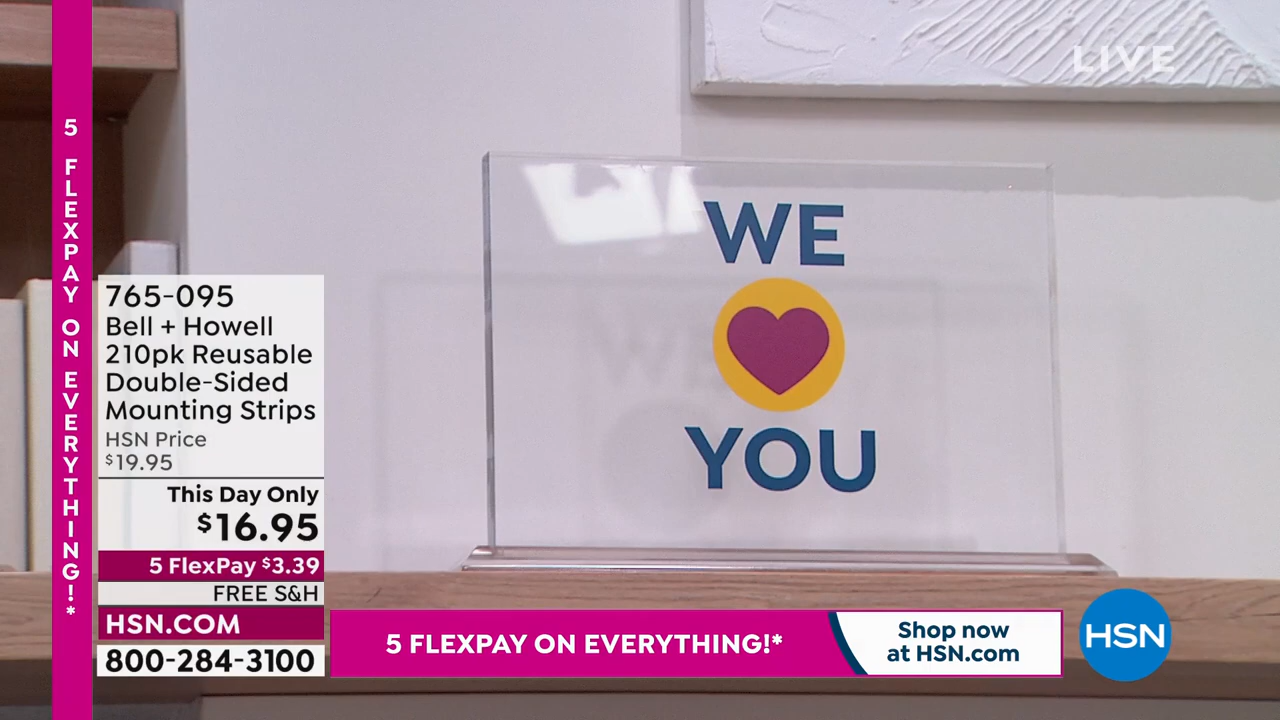 5 FLEXPAY ON EVERYTHING!*
LIVE
WE
YOU
765-095
Bell + Howell
210pk Reusable
Double-Sided
Mounting Strips
HSN Price
$19.95
This Day Only
$16.95
5 FlexPay $3.39
FREE S&H
HSN.COM
800-284-3100
5 FLEXPAY ON EVERYTHING!*
Shop now
at HSN.com
HSN